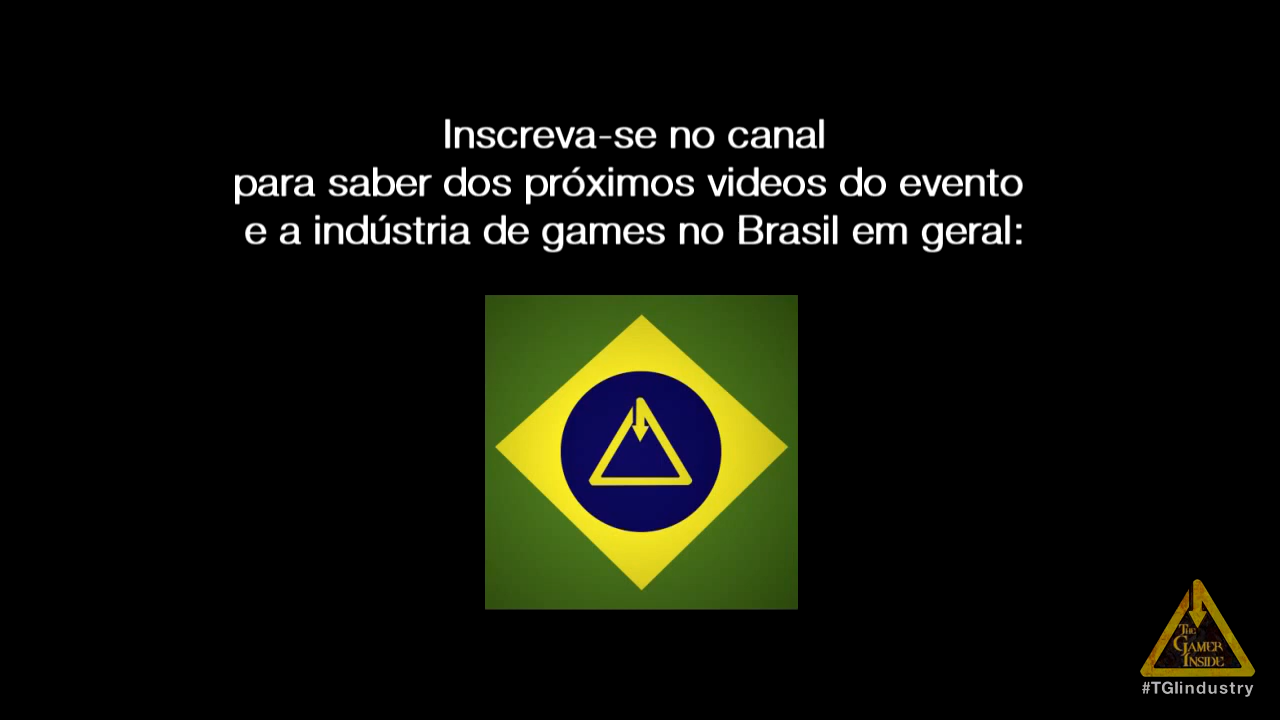 Inscreva-se no canal
para saber dos próximos videos do evento
e a indústria de games no Brasil em geral:
The
Gamer
Inside
#TGIindustry